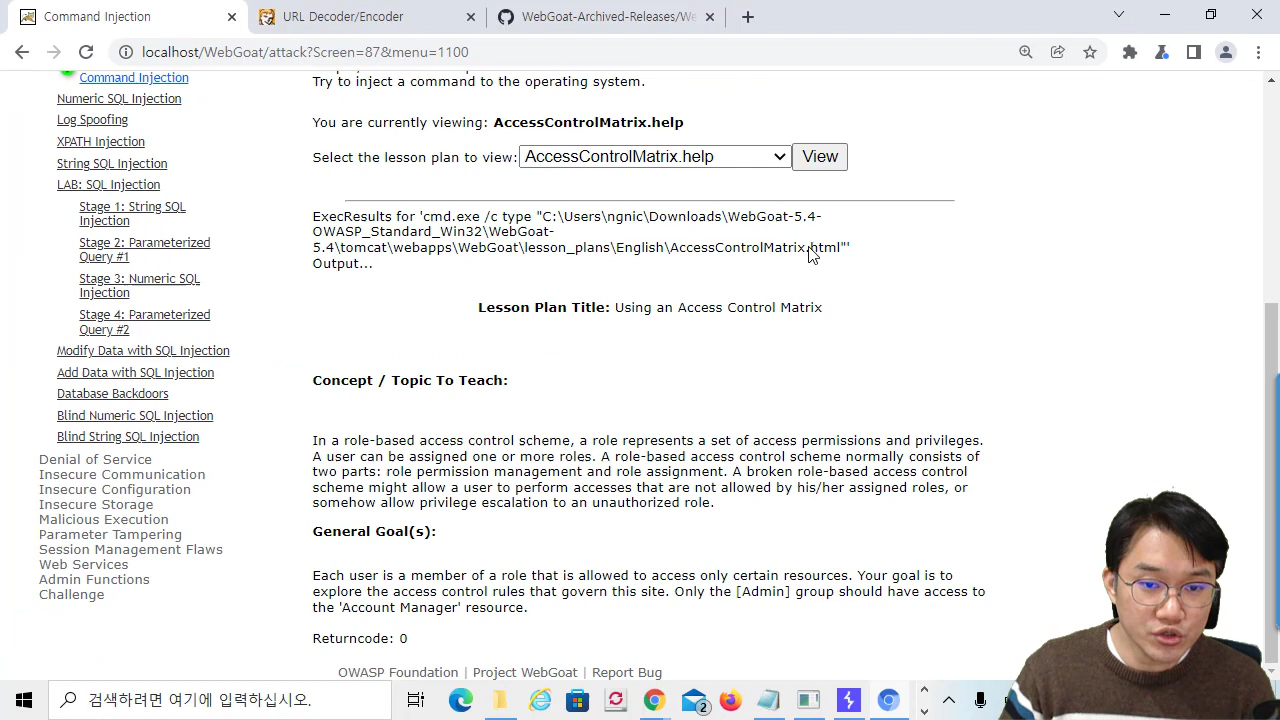 Command Injection
URL Decoder/Encoder
WebGoat-Archived-Releases/We
localhost/WebGoat/attack?Screen=87&menu=1100
Command Injection
Numeric SQL Injection
Log Spoofing
XPATH Injection
String SQL Injection
LAB: SQL Injection
Stage 1: String SQL
Injection
Stage 2: Parameterized
Query #1
Stage 3: Numeric SQL
Injection
Stage 4: Parameterized
Query #2
Modify Data with SQL Injection
Add Data with SQL Injection
Database Backdoors
Blind Numeric SQL Injection
Blind String SQL Injection
Denial of Service
Insecure Communication
Insecure Configuration
Insecure Storage
Malicious Execution
Parameter Tampering
Session Management Flaws
Web Services
Admin Functions
Challenge
Try to inject a command to the operating system.
You are currently viewing: AccessControlMatrix.help
Select the lesson plan to view: AccessControlMatrix.help View
ExecResults for 'cmd.exe /c type "C:\Users\ngnic\Downloads\WebGoat-5.4-
OWASP_Standard_Win32\WebGoat-
5.4\tomcat\webapps\WebGoat\lesson_plans\English\AccessControlMatrix.html"'
Output...
Lesson Plan Title: Using an Access Control Matrix
Concept / Topic To Teach:
In a role-based access control scheme, a role represents a set of access permissions and privileges.
A user can be assigned one or more roles. A role-based access control scheme normally consists of
two parts: role permission management and role assignment. A broken role-based access control
scheme might allow a user to perform accesses that are not allowed by his/her assigned roles, or
somehow allow privilege escalation to an unauthorized role.
General Goal(s):
Each user is a member of a role that is allowed to access only certain resources. Your goal is to
explore the access control rules that govern this site. Only the [Admin] group should have access to
the 'Account Manager' resource.
Returncode: 0
OWASP Foundation | Project WebGoat | Report Bug
검색하려면 여기에 입력하십시오.
2